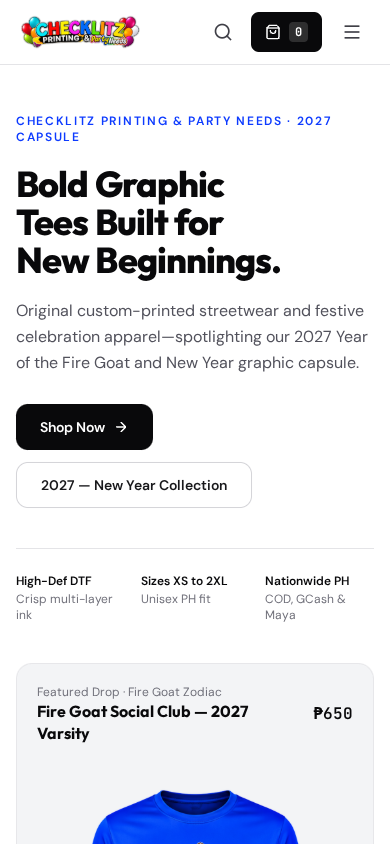 CHECKLITZ
PRINTING & Party Needs
0
CHECKLITZ PRINTING & PARTY NEEDS · 2027
CAPSULE
Bold Graphic
Tees Built for
New Beginnings.
Original custom-printed streetwear and festive
celebration apparel—spotlighting our 2027 Year
of the Fire Goat and New Year graphic capsule.
Shop Now →
2027 — New Year Collection
High-Def DTF
Crisp multi-layer
ink
Sizes XS to 2XL
Unisex PH fit
Nationwide PH
COD, GCash &
Maya
Featured Drop · Fire Goat Zodiac
Fire Goat Social Club — 2027
Varsity
₱650